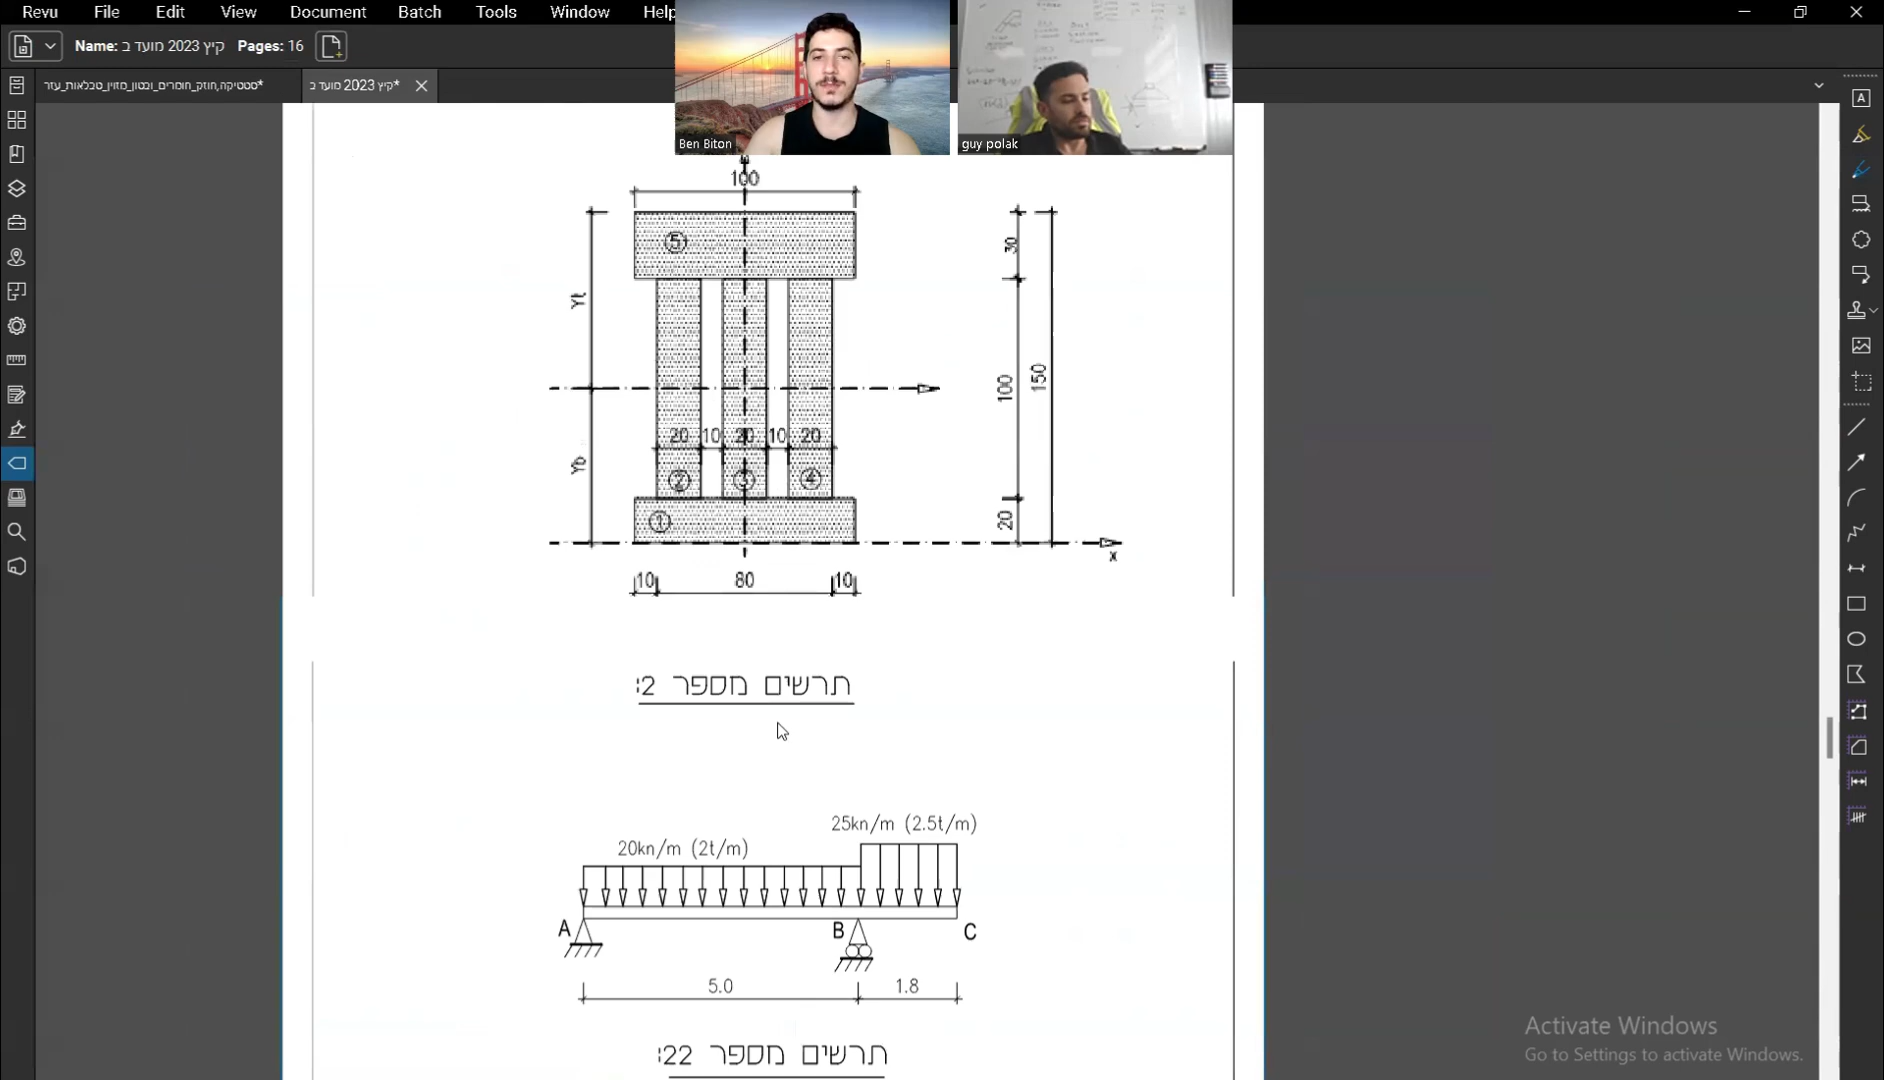 Revu File Edit View Document Batch Tools Window Help
Name: קיץ 2023 מועד ב Pages: 16
סטטיקה,חוזק_חומרים_ובטון_מזוין_טבלאות_עזר*
קיץ 2023 מועד ב*
Ben Biton
guy polak
100
5
30
Yt
100
150
20 10 20 10 20
Yb
2 3 4
1
20
x
10 80 10
תרשים מספר 2:
25kn/m (2.5t/m)
20kn/m (2t/m)
A B C
5.0 1.8
תרשים מספר 22:
Activate Windows
Go to Settings to activate Windows.